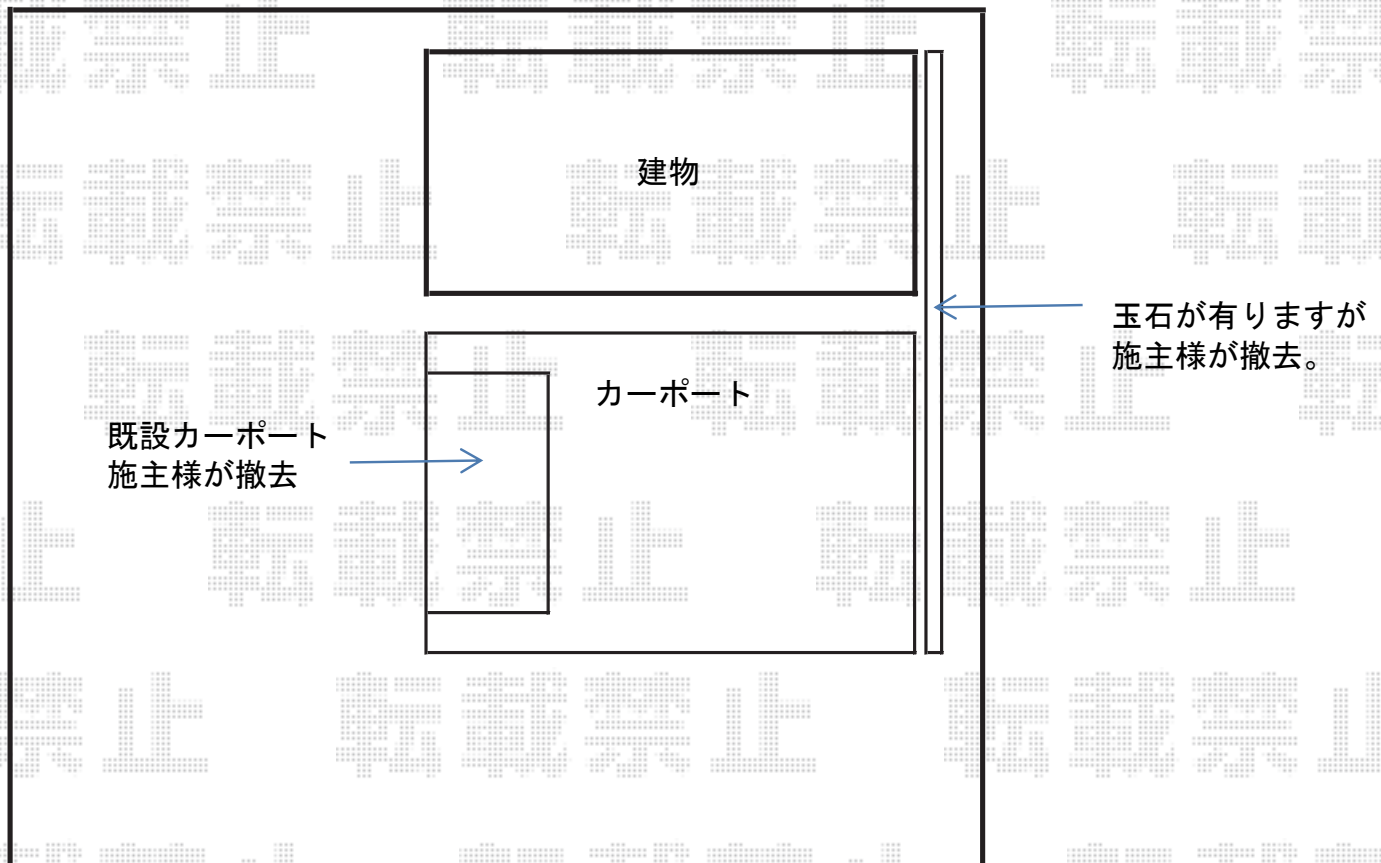 建物
玉石が有りますが
施主様が撤去。
カーポート
既設カーポート
施主様が撤去
転載禁止